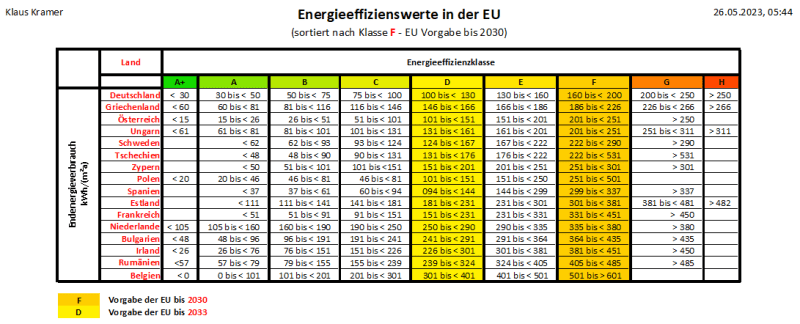 Klaus Kramer
Energieeffizienswerte in der EU
26.05.2023, 05:44
(sortiert nach Klasse F - EU Vorgabe bis 2030)
Land Energieeffizienzklasse
A+ A B C D E F G H
Endenergieverbrauch
kWh/(m²a)
Deutschland < 30 30 bis < 50 50 bis < 75 75 bis < 100 100 bis < 130 130 bis < 160 160 bis < 200 200 bis < 250 > 250
Griechenland < 60 60 bis < 81 81 bis < 116 116 bis < 146 146 bis < 166 166 bis < 186 186 bis < 226 226 bis < 266 > 266
Österreich < 15 15 bis < 26 26 bis < 51 51 bis < 101 101 bis < 151 151 bis < 201 201 bis < 251 > 250
Ungarn < 61 61 bis < 81 81 bis < 101 101 bis < 131 131 bis < 161 161 bis < 201 201 bis < 251 251 bis < 311 > 311
Schweden < 62 62 bis < 93 93 bis < 124 124 bis < 167 167 bis < 222 222 bis < 290 > 290
Tschechien < 48 48 bis < 90 90 bis < 131 131 bis < 176 176 bis < 222 222 bis < 531 > 531
Zypern < 50 51 bis < 101 101 bis < 151 151 bis < 201 201 bis < 251 251 bis < 301 > 301
Polen < 20 20 bis < 46 46 bis < 81 46 bis < 81 101 bis < 151 151 bis < 250 251 bis < 501
Spanien < 37 37 bis < 61 60 bis < 94 094 bis < 144 144 bis < 299 299 bis < 337 > 337
Estland < 111 111 bis < 141 141 bis < 181 181 bis < 231 231 bis < 301 301 bis < 381 381 bis < 481 > 482
Frankreich < 51 51 bis < 91 91 bis < 151 151 bis < 231 231 bis < 331 331 bis < 451 > 450
Niederlande < 105 105 bis < 160 160 bis < 190 190 bis < 250 250 bis < 290 290 bis < 335 335 bis < 380 > 380
Bulgarien < 48 48 bis < 96 96 bis < 191 191 bis < 241 241 bis < 291 291 bis < 364 364 bis < 435 > 435
Irland < 26 26 bis < 76 76 bis < 151 151 bis < 226 226 bis < 301 301 bis < 381 381 bis < 451 > 450
Rumänien <57 57 bis < 79 79 bis < 155 155 bis < 239 239 bis < 324 324 bis < 405 405 bis < 485 > 485
Belgien < 0 0 bis < 101 101 bis < 201 201 bis < 301 301 bis < 401 401 bis < 501 501 bis > 601
F Vorgabe der EU bis 2030
D Vorgabe der EU bis 2033